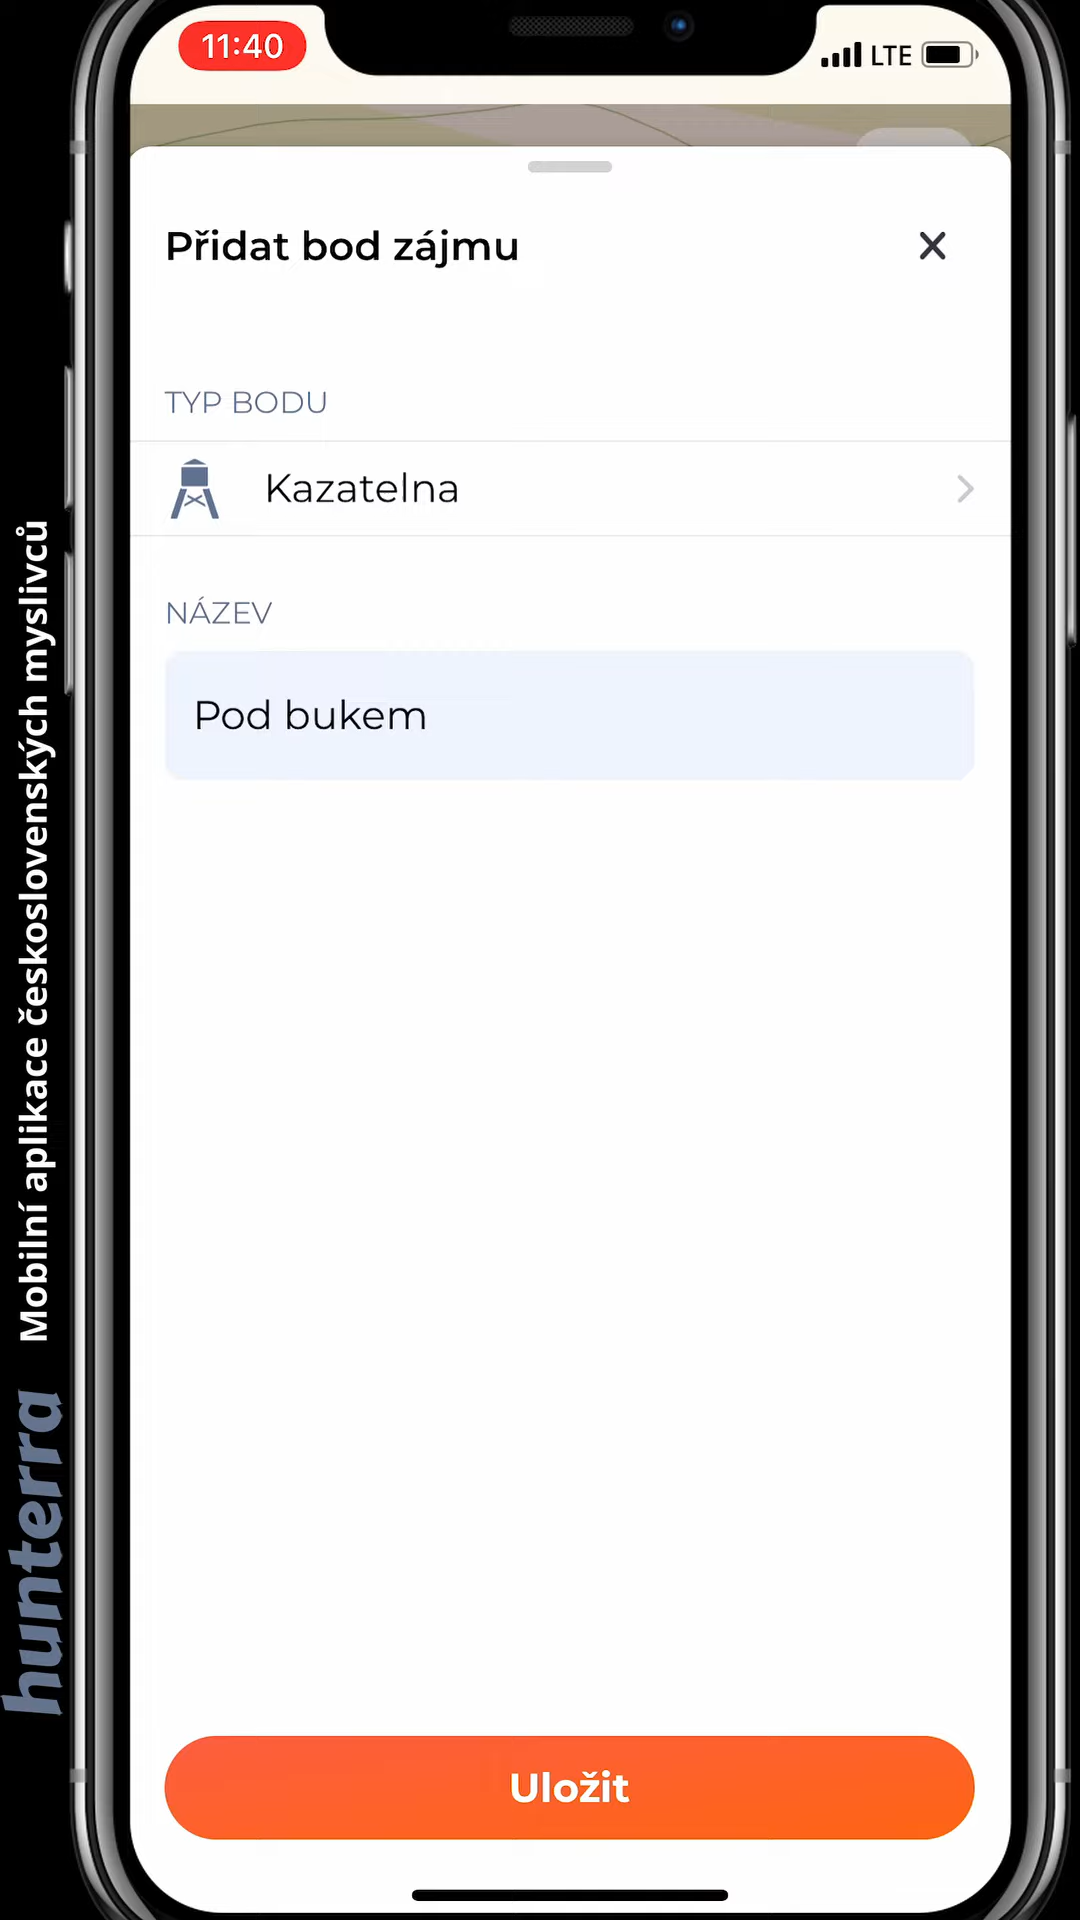 11:40
LTE
Přidat bod zájmu
TYP BODU
Kazatelna
NÁZEV
Pod bukem
Uložit
hunterra Mobilní aplikace československých myslivců